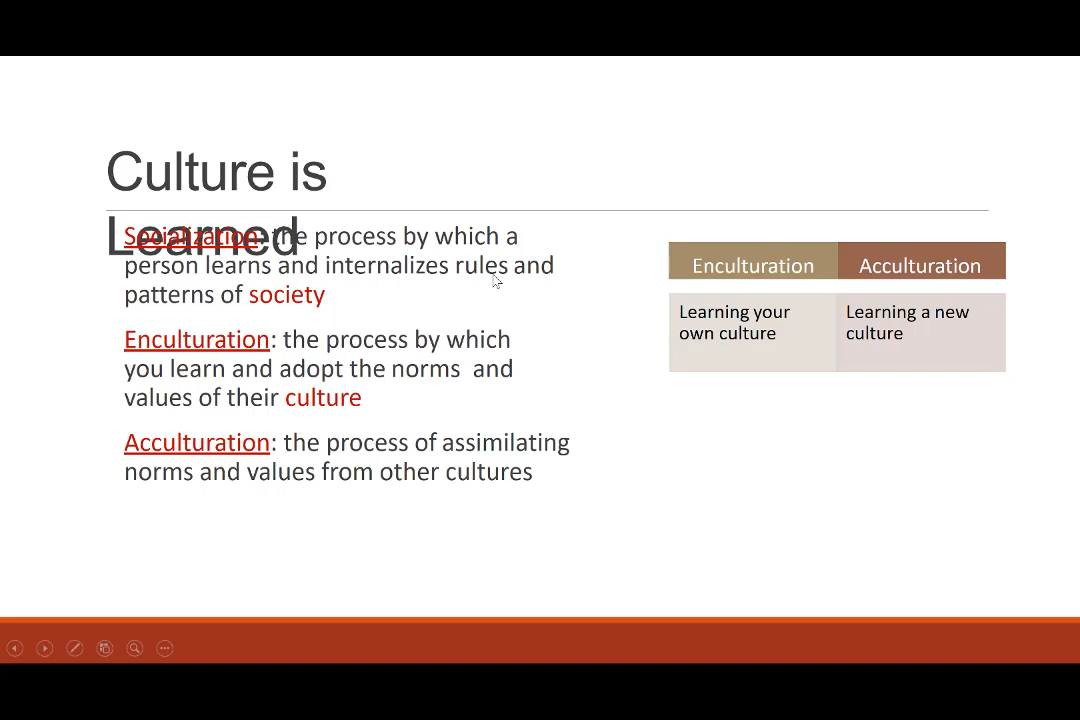 Culture is
Learned
Socialization: the process by which a
person learns and internalizes rules and
patterns of society
Enculturation: the process by which
you learn and adopt the norms and
values of their culture
Acculturation: the process of assimilating
norms and values from other cultures
Enculturation Acculturation
Learning your Learning a new
own culture culture